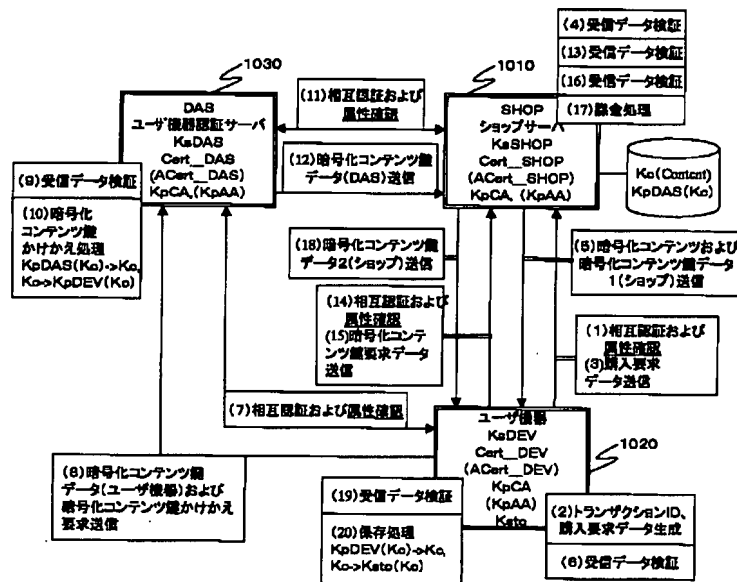 (4)受信データ検証
(13)受信データ検証
(16)受信データ検証
(17)課金処理
1030
1010
DAS
ユーザ機器認証サーバ
KsDAS
Cert__DAS
(ACert__DAS)
KpCA,(KpAA)
(11)相互認証および
属性確認
(12)暗号化コンテンツ鍵
データ(DAS)送信
SHOP
ショップサーバ
KsSHOP
Cert__SHOP
(ACert__SHOP)
KpCA,(KpAA)
Kc(Content)
KpDAS(Kc)
(9)受信データ検証
(10)暗号化
コンテンツ鍵
かけかえ処理
KpDAS(Kc)->Kc,
Kc->KpDEV(Kc)
(18)暗号化コンテンツ鍵
データ2(ショップ)送信
(5)暗号化コンテンツおよび
暗号化コンテンツ鍵データ
1(ショップ)送信
(14)相互認証および
属性確認
(15)暗号化コンテ
ンツ鍵要求データ
送信
(1)相互認証および
属性確認
(3)購入要求
データ送信
(7)相互認証および属性確認
(8)暗号化コンテンツ鍵
データ(ユーザ機器)および
暗号化コンテンツ鍵かけかえ
要求送信
ユーザ機器
KsDEV
Cert__DEV
(ACert__DEV)
KpCA
(KpAA)
Ksto
1020
(19)受信データ検証
(20)保存処理
KpDEV(Kc)->Kc,
Kc->Ksto(Kc)
(2)トランザクションID、
購入要求データ生成
(6)受信データ検証